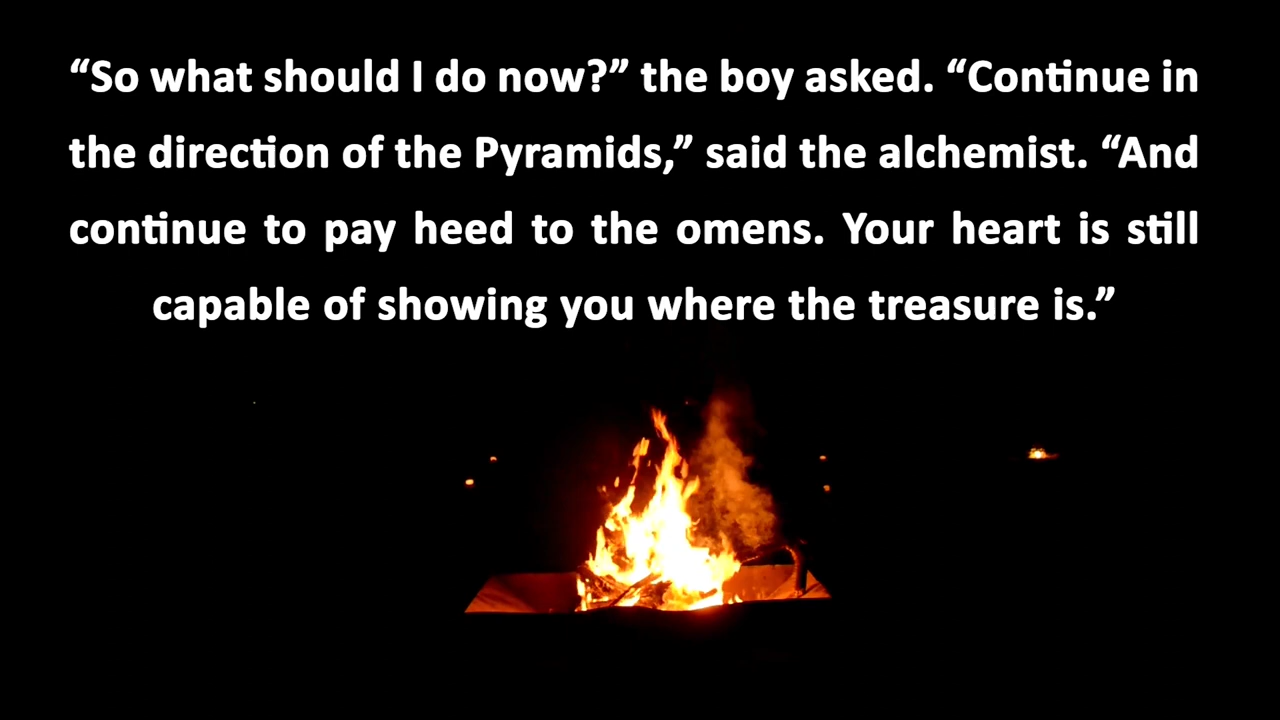 “So what should I do now?” the boy asked. “Continue in
the direction of the Pyramids,” said the alchemist. “And
continue to pay heed to the omens. Your heart is still
capable of showing you where the treasure is.”